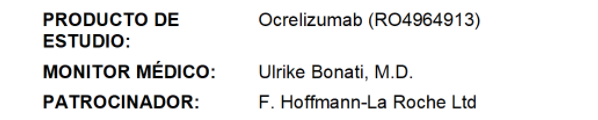 PRODUCTO DE ESTUDIO: Ocrelizumab (RO4964913)
MONITOR MÉDICO: Ulrike Bonati, M.D.
PATROCINADOR: F. Hoffmann-La Roche Ltd